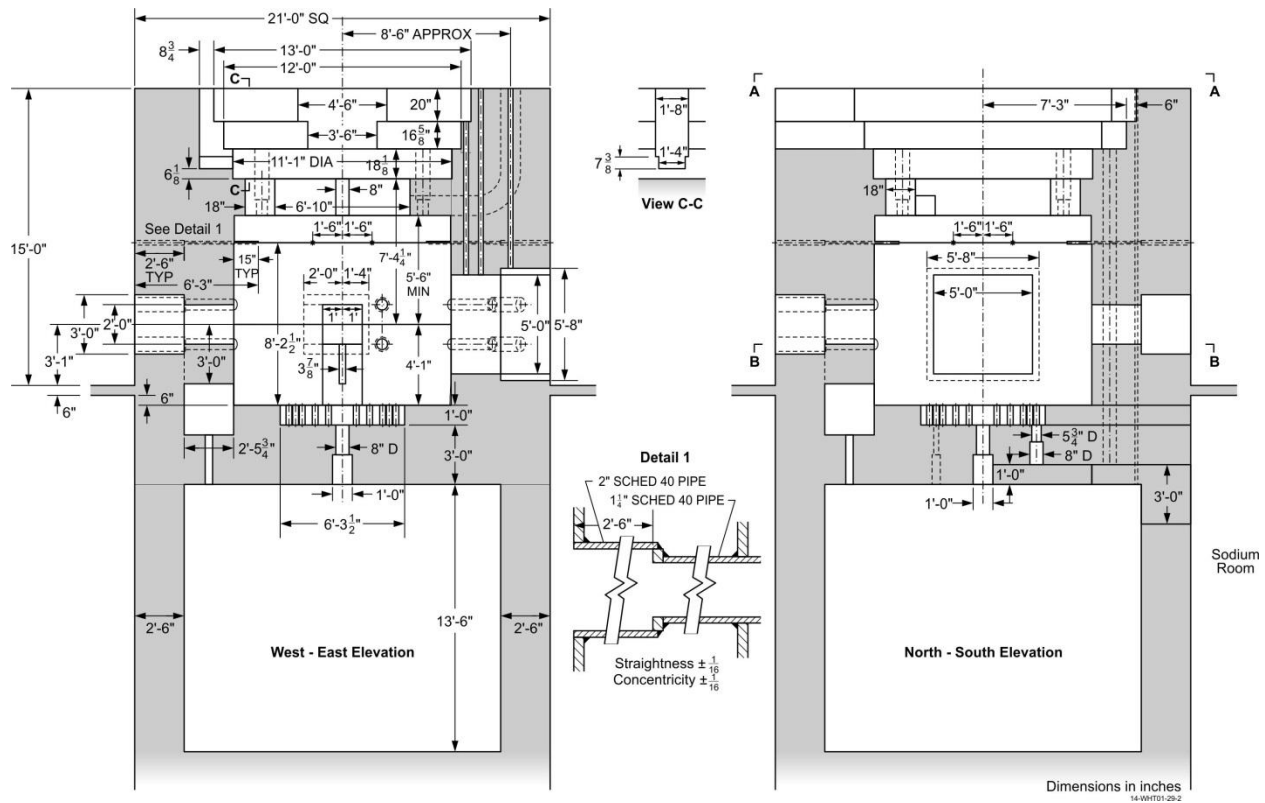 21'-0" SQ
8'-6" APPROX
8 3/4
13'-0"
12'-0"
C
4'-6"
20"
3'-6"
16 5/8"
11'-1" DIA
18 1/8
6 1/8
C
8"
18"
6'-10"
See Detail 1
1'-6" 1'-6"
15'-0"
2'-6"
TYP
15"
TYP
7'-4 1/4"
6'-3"
2'-0" 1'-4"
5'-6"
MIN
3'-0"
2'-0"
1' 1'
5'-0"
5'-8"
3'-1"
3'-0"
8'-2 1/2"
3 7/8"
4'-1"
6"
6"
1'-0"
2'-5 3/4"
8" D
3'-0"
1'-0"
6'-3 1/2"
2'-6"
13'-6"
2'-6"
West - East Elevation
1'-8"
1'-4"
7 3/8
View C-C
Detail 1
2" SCHED 40 PIPE
1 1/4" SCHED 40 PIPE
2'-6"
Straightness ± 1/16
Concentricity ± 1/16
A
A
7'-3"
6"
18"
1'-6" 1'-6"
5'-8"
5'-0"
B
B
5 3/4" D
8" D
1'-0"
1'-0"
3'-0"
Sodium
Room
North - South Elevation
Dimensions in inches
14-WHT01-29-2